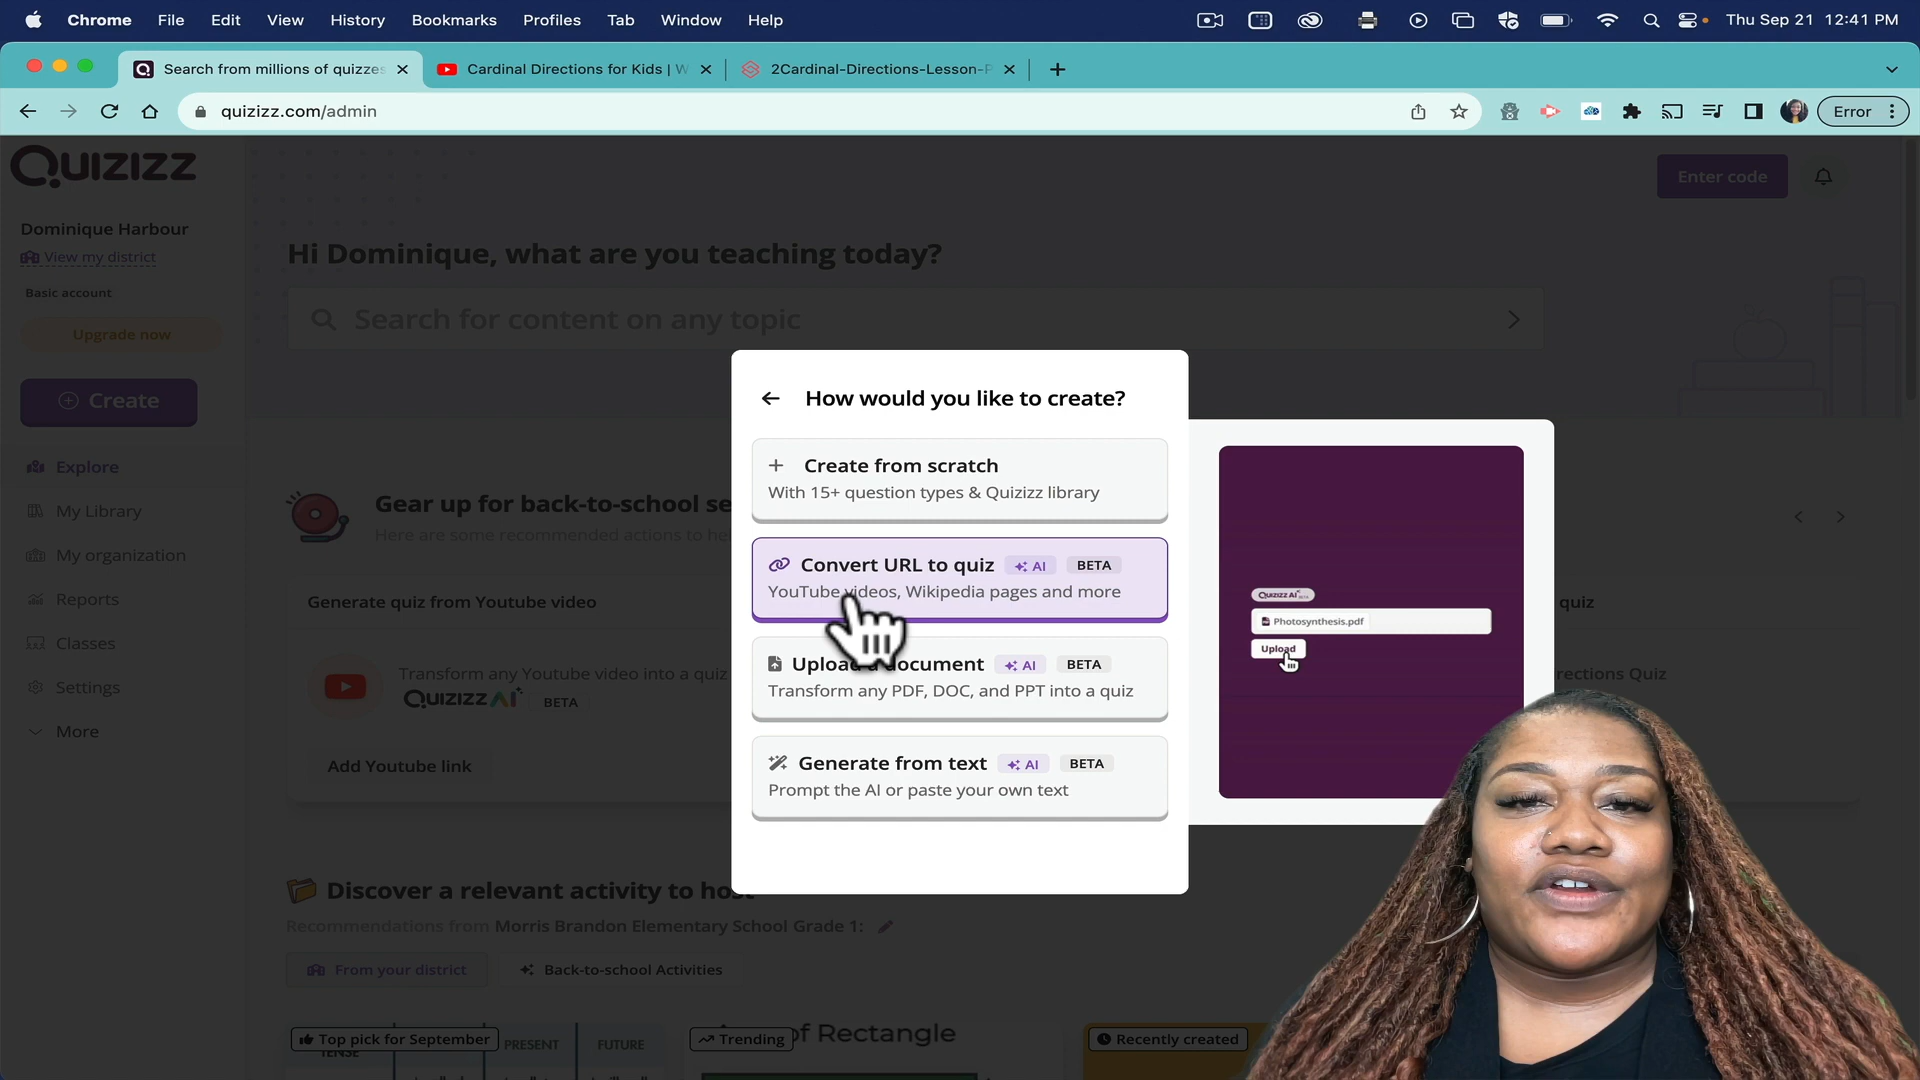 Chrome File Edit View History Bookmarks Profiles Tab Window Help Thu Sep 21 12:41 PM
Search from millions of quizzes
Cardinal Directions for Kids | W
2Cardinal-Directions-Lesson-P
quizizz.com/admin
Error
QUIZIZZ
Enter code
Dominique Harbour
View my district
Basic account
Upgrade now
Create
Explore
My Library
My organization
Reports
Classes
Settings
More
Hi Dominique, what are you teaching today?
Search for content on any topic
Gear up for back-to-school se
Here are some recommended actions to hel
Generate quiz from Youtube video
Transform any Youtube video into a quiz
QUIZIZZ AI BETA
Add Youtube link
quiz
rections Quiz
How would you like to create?
Create from scratch
With 15+ question types & Quizizz library
Convert URL to quiz AI BETA
YouTube videos, Wikipedia pages and more
Upload a document AI BETA
Transform any PDF, DOC, and PPT into a quiz
Generate from text AI BETA
Prompt the AI or paste your own text
QUIZIZZ AI BETA
Photosynthesis.pdf
Upload
Discover a relevant activity to host
Recommendations from Morris Brandon Elementary School Grade 1:
From your district
Back-to-school Activities
Top pick for September
TENSE PRESENT FUTURE
Trending
of Rectangle
Recently created